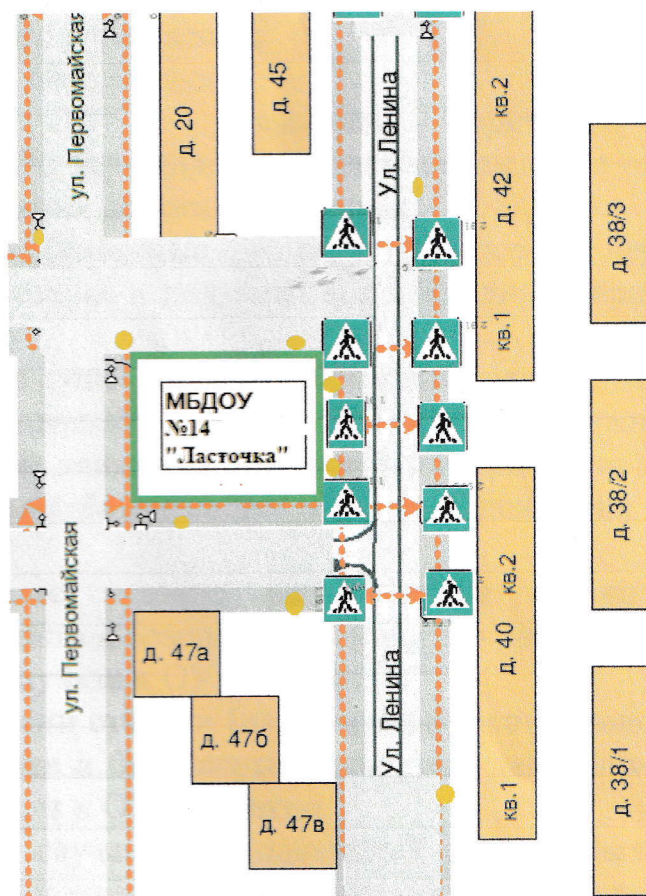 ул. Первомайская
д. 20
д. 45
Ул. Ленина
кв.2
д. 42
кв.1
д. 38/3
МБДОУ
№14
"Ласточка"
ул. Первомайская
д. 47а
д. 47б
д. 47в
Ул. Ленина
кв.2
д. 40
кв.1
д. 38/2
д. 38/1